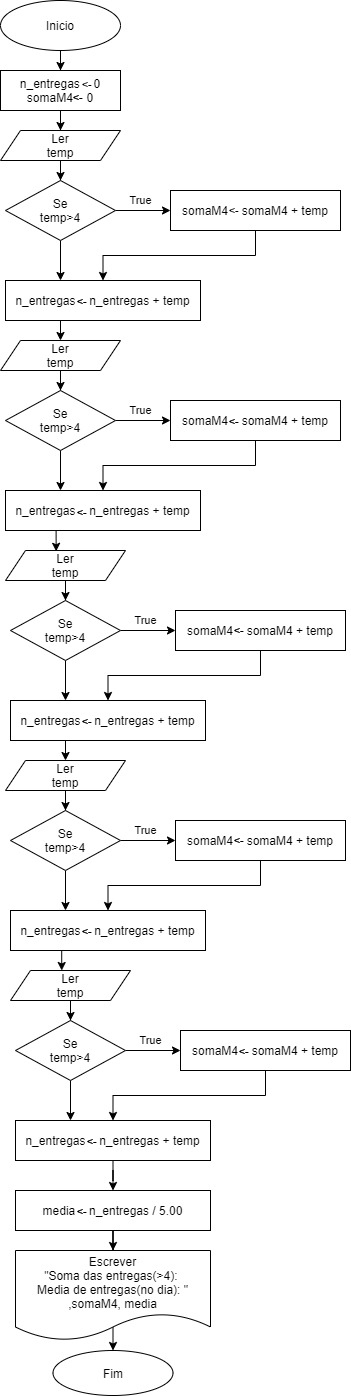 Inicio
n_entregas<-0
somaM4<- 0
Ler
temp
Se
temp>4
True
somaM4<- somaM4 + temp
n_entregas<- n_entregas + temp
Ler
temp
Se
temp>4
True
somaM4<- somaM4 + temp
n_entregas<- n_entregas + temp
Ler
temp
Se
temp>4
True
somaM4<- somaM4 + temp
n_entregas<- n_entregas + temp
Ler
temp
Se
temp>4
True
somaM4<- somaM4 + temp
n_entregas<- n_entregas + temp
Ler
temp
Se
temp>4
True
somaM4<- somaM4 + temp
n_entregas<- n_entregas + temp
media<- n_entregas / 5.00
Escrever
"Soma das entregas(>4):
Media de entregas(no dia): "
,somaM4, media
Fim